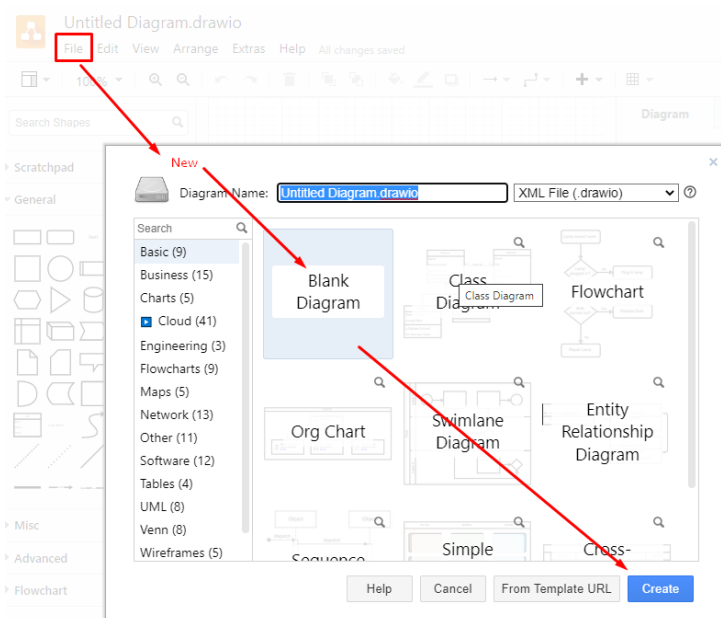 Untitled Diagram.drawio
File Edit View Arrange Extras Help All changes saved
100%
Search Shapes
Diagram
Scratchpad
New
General
Diagram Name: Untitled Diagram.drawio XML File (.drawio)
Search
Basic (9)
Business (15)
Charts (5)
Cloud (41)
Engineering (3)
Flowcharts (9)
Maps (5)
Network (13)
Other (11)
Software (12)
Tables (4)
UML (8)
Venn (8)
Wireframes (5)
Blank
Diagram
Class
Diagram
Class Diagram
Flowchart
Org Chart
Swimlane
Diagram
Entity
Relationship
Diagram
Sequence
Simple
Cross-
Misc
Advanced
Flowchart
Help Cancel From Template URL Create